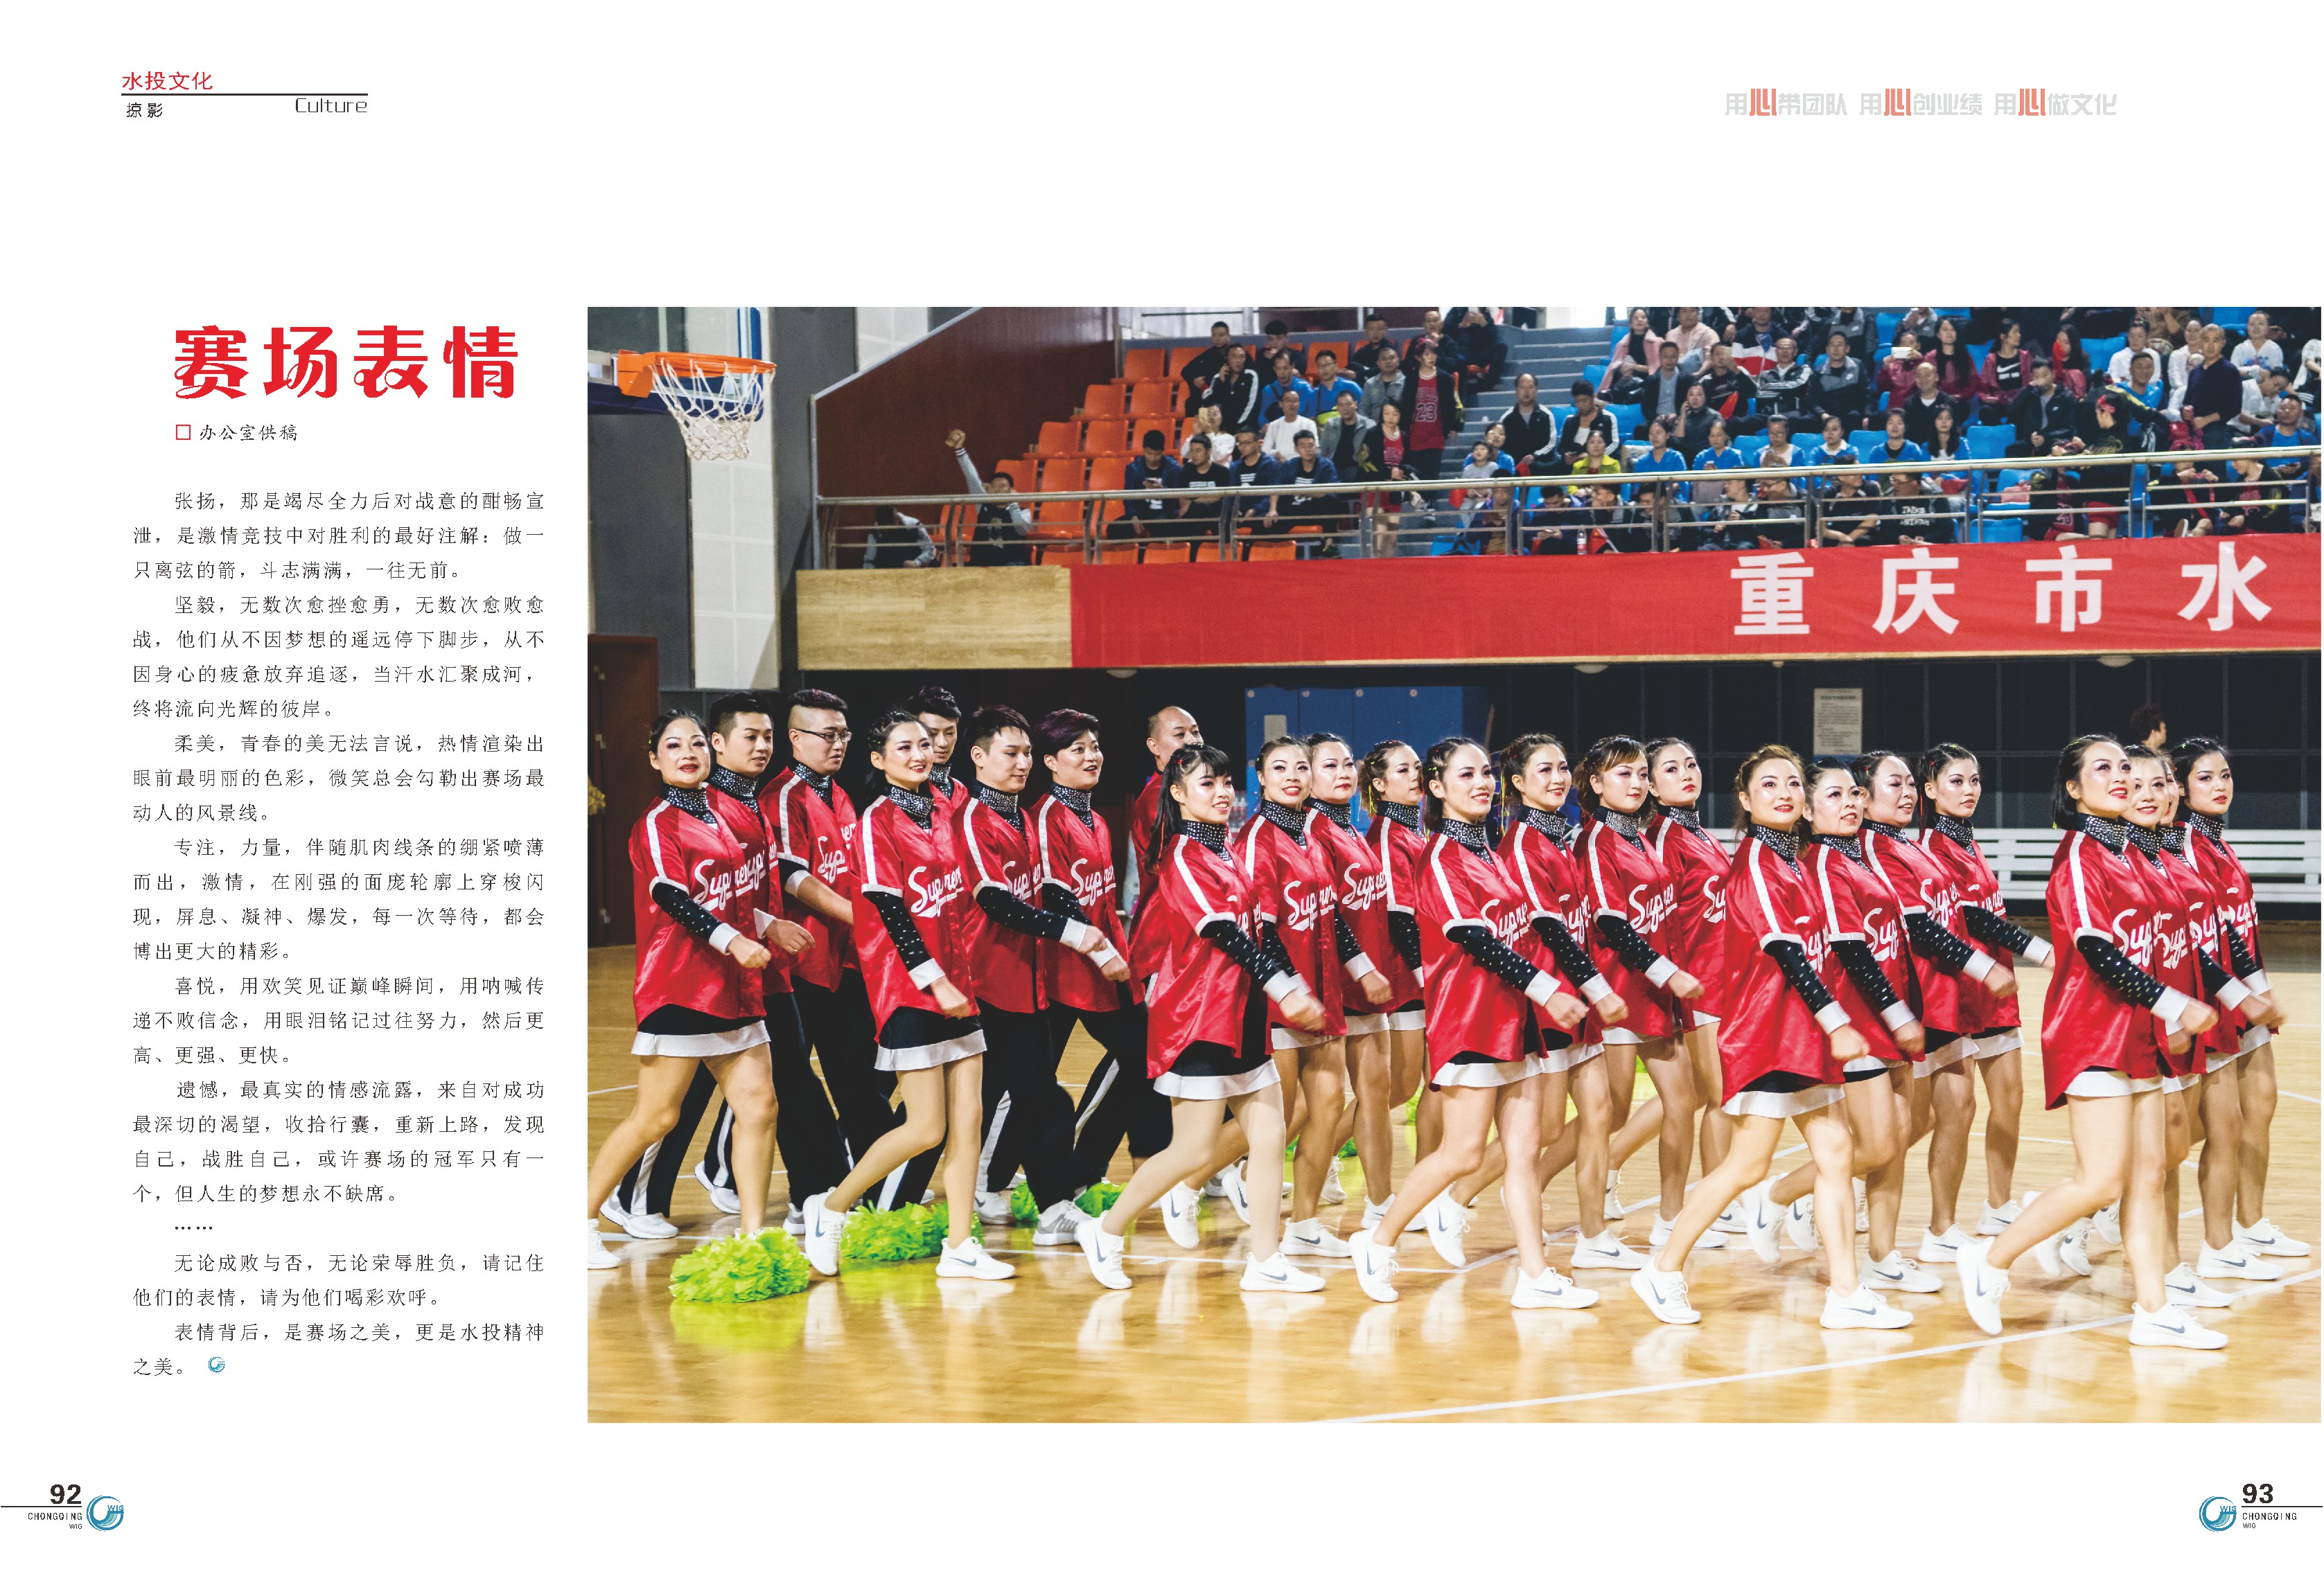 水投文化
掠影 Culture
用心带团队 用心创业绩 用心做文化
赛场表情
□ 办公室供稿
张扬，那是竭尽全力后对战意的酣畅宣
泄，是激情竞技中对胜利的最好注解：做一
只离弦的箭，斗志满满，一往无前。
坚毅，无数次愈挫愈勇，无数次愈败愈
战，他们从不因梦想的遥远停下脚步，从不
因身心的疲惫放弃追逐，当汗水汇聚成河，
终将流向光辉的彼岸。
柔美，青春的美无法言说，热情渲染出
眼前最明丽的色彩，微笑总会勾勒出赛场最
动人的风景线。
专注，力量，伴随肌肉线条的绷紧喷薄
而出，激情，在刚强的面庞轮廓上穿梭闪
现，屏息、凝神、爆发，每一次等待，都会
博出更大的精彩。
喜悦，用欢笑见证巅峰瞬间，用呐喊传
递不败信念，用眼泪铭记过往努力，然后更
高、更强、更快。
遗憾，最真实的情感流露，来自对成功
最深切的渴望，收拾行囊，重新上路，发现
自己，战胜自己，或许赛场的冠军只有一
个，但人生的梦想永不缺席。
……
无论成败与否，无论荣辱胜负，请记住
他们的表情，请为他们喝彩欢呼。
表情背后，是赛场之美，更是水投精神
之美。
重庆市水
23
92
CHONGQING
WIG
WIG
93
CHONGQING
WIG
WIG